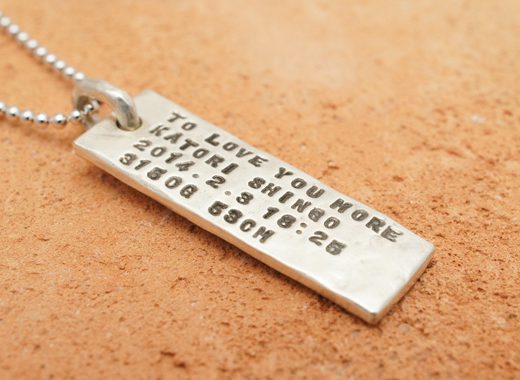 TO LOVE YOU MORE
KATORI SHINGO
2014.2.3 18:25
3150G 53CM